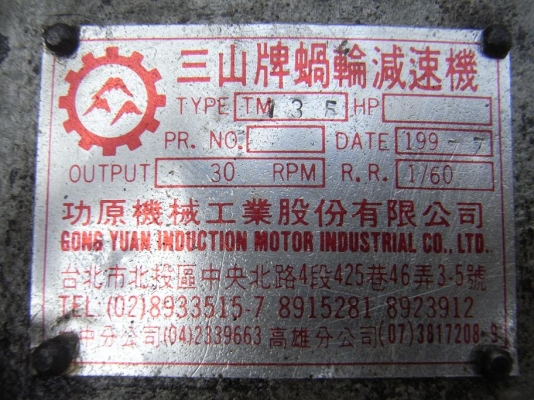 三山牌蝸輪減速機
TYPE TM 135 HP
PR. NO. DATE 199-7
OUTPUT 30 RPM R.R. 1/60
功原機械工業股份有限公司
GONG YUAN INDUCTION MOTOR INDUSTRIAL CO., LTD.
台北市北投區中央北路4段425巷46弄3-5號
TEL:(02)8933515-7 8915281 8923912
中分公司(04)2339663 高雄分公司(07)3817208-9